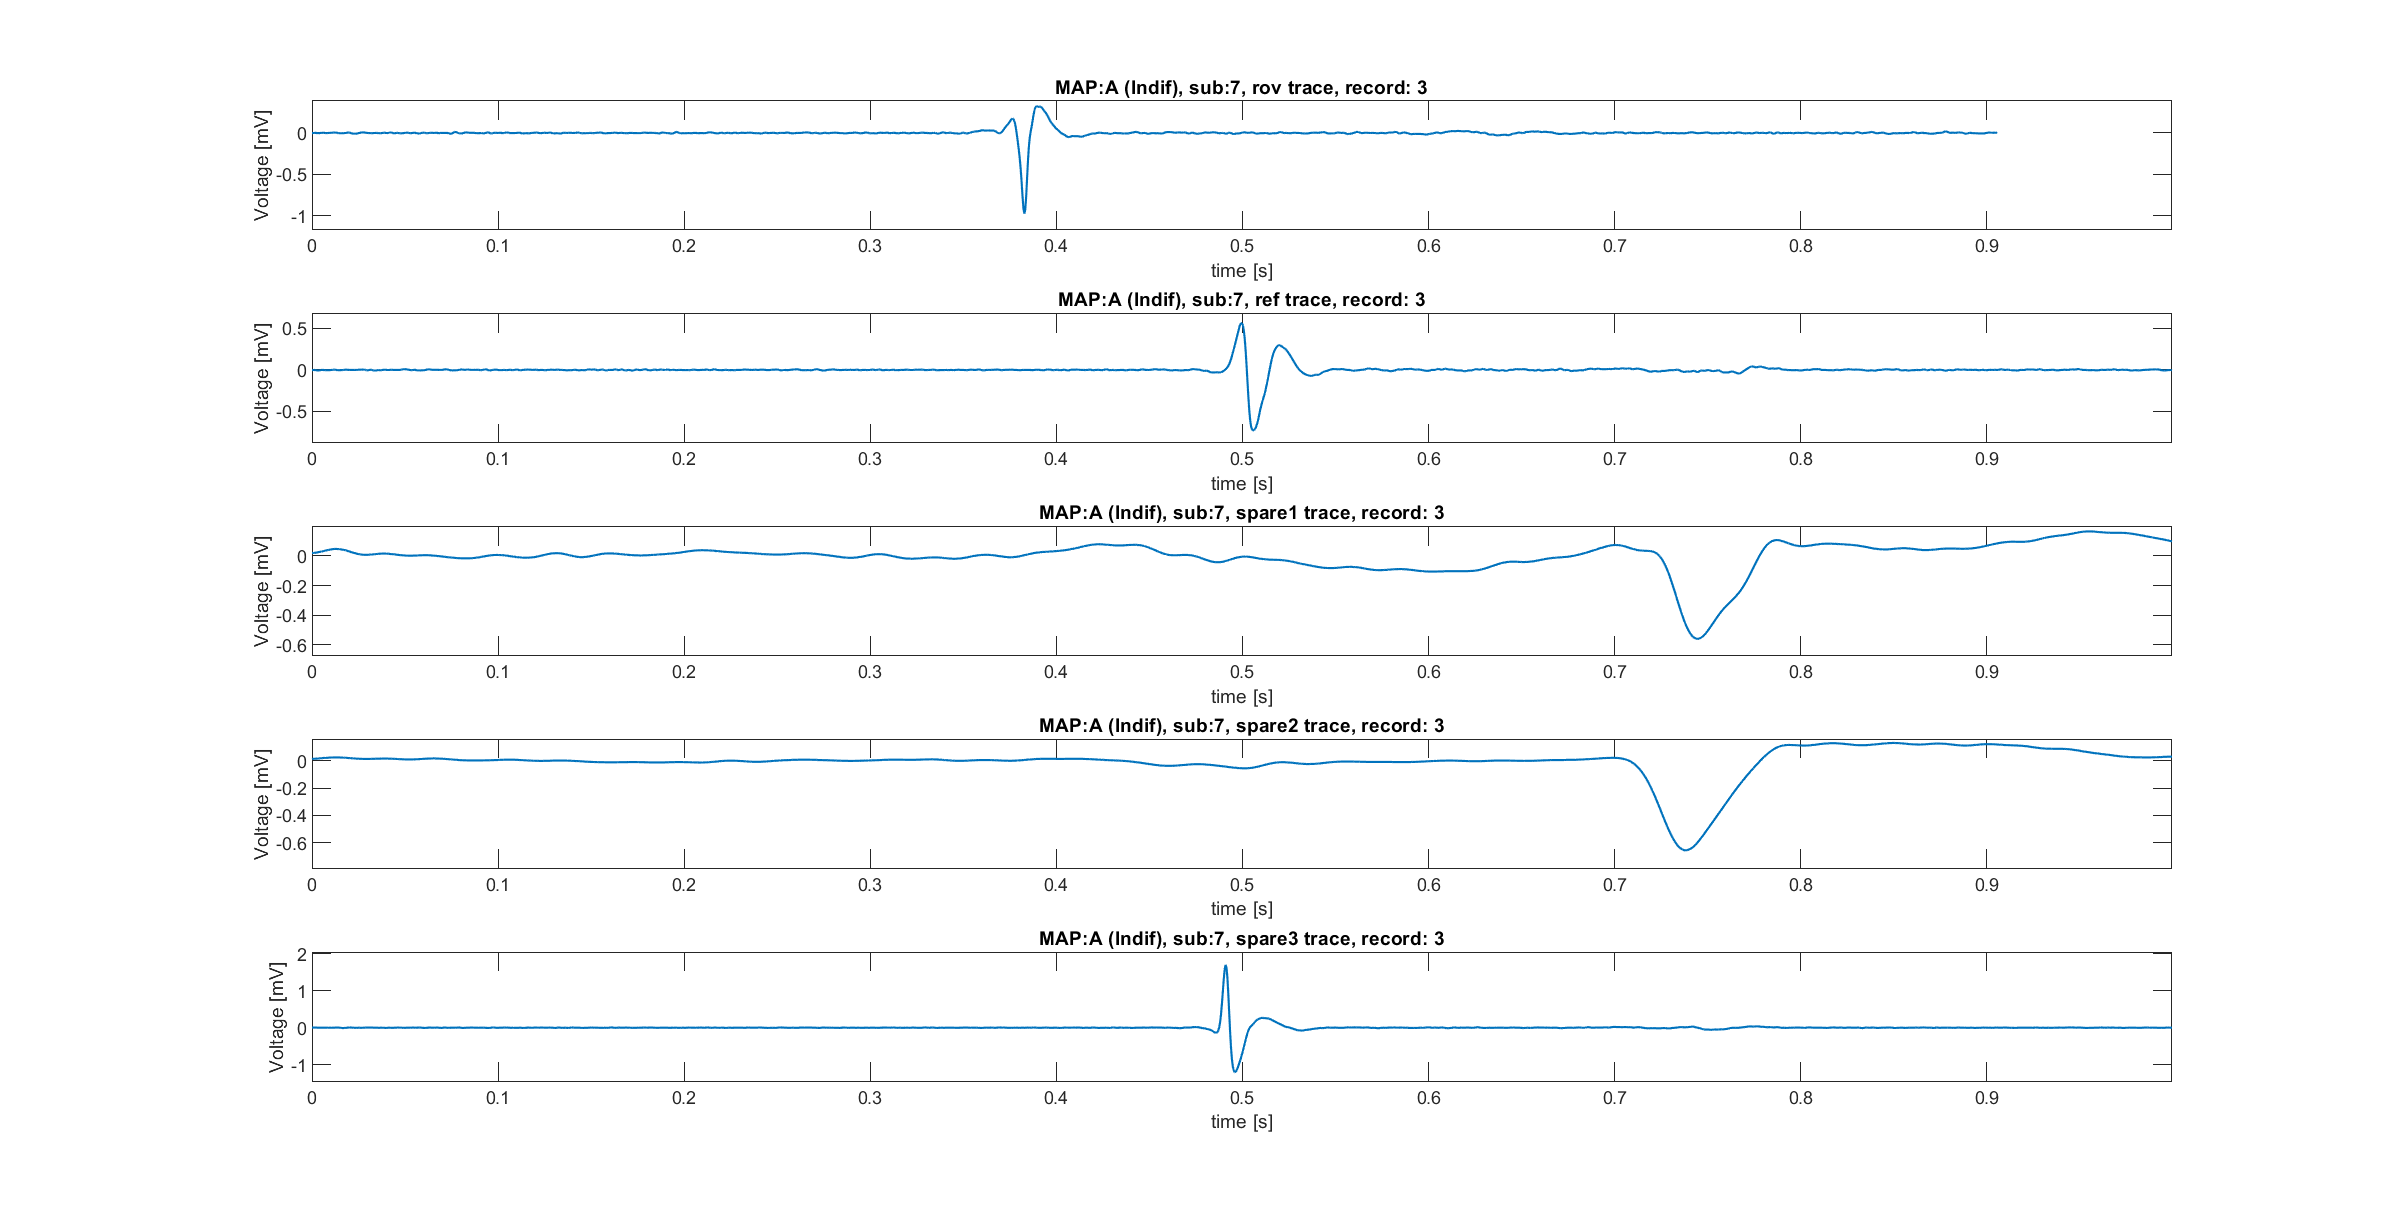 MAP:A (Indif), sub:7, rov trace, record: 3
Voltage [mV]
0
-0.5
-1
0 0.1 0.2 0.3 0.4 0.5 0.6 0.7 0.8 0.9
time [s]
MAP:A (Indif), sub:7, ref trace, record: 3
Voltage [mV]
0.5
0
-0.5
0 0.1 0.2 0.3 0.4 0.5 0.6 0.7 0.8 0.9
time [s]
MAP:A (Indif), sub:7, spare1 trace, record: 3
Voltage [mV]
0
-0.2
-0.4
-0.6
0 0.1 0.2 0.3 0.4 0.5 0.6 0.7 0.8 0.9
time [s]
MAP:A (Indif), sub:7, spare2 trace, record: 3
Voltage [mV]
0
-0.2
-0.4
-0.6
0 0.1 0.2 0.3 0.4 0.5 0.6 0.7 0.8 0.9
time [s]
MAP:A (Indif), sub:7, spare3 trace, record: 3
Voltage [mV]
2
1
0
-1
0 0.1 0.2 0.3 0.4 0.5 0.6 0.7 0.8 0.9
time [s]